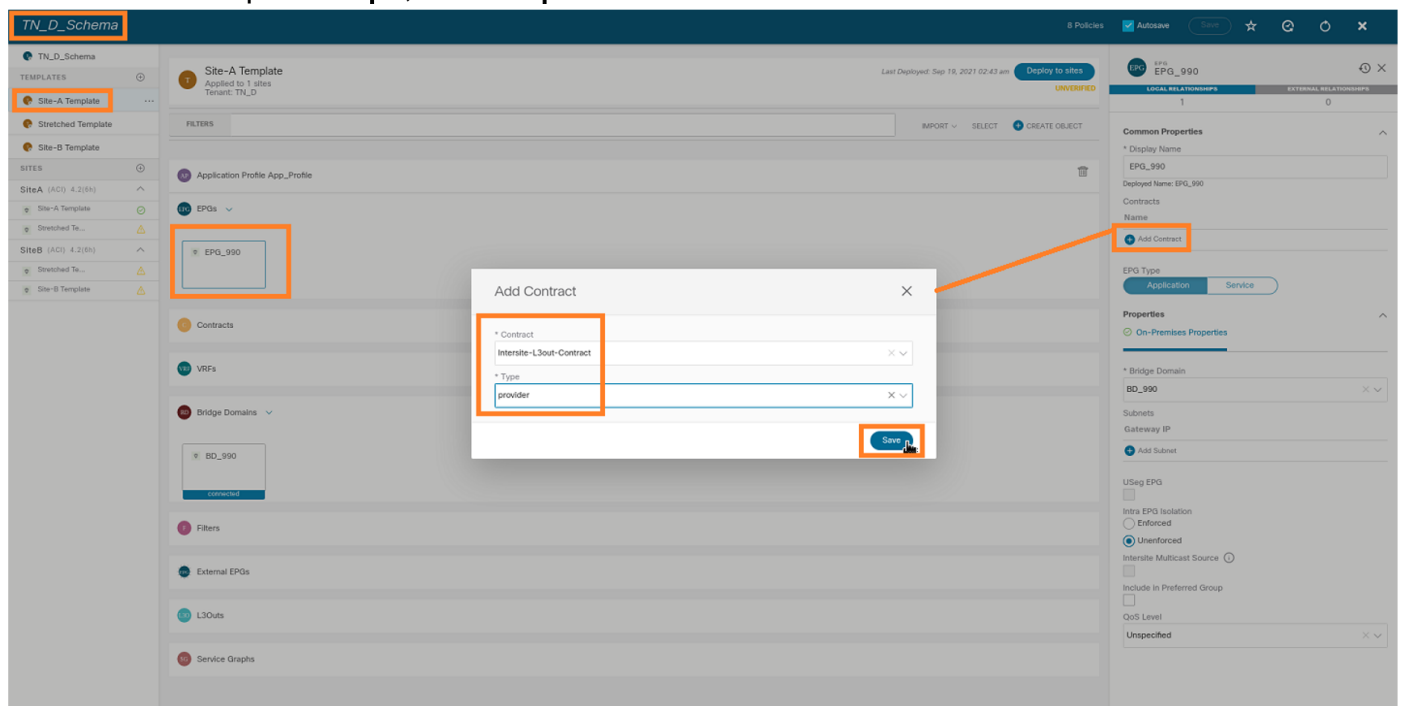 TN_D_Schema
8 Policies
Autosave
Save
TN_D_Schema
TEMPLATES
Site-A Template
Stretched Template
Site-B Template
SITES
SiteA (ACI) 4.2(6h)
Site-A Template
Stretched Te...
SiteB (ACI) 4.2(6h)
Stretched Te...
Site-B Template
T
Site-A Template
Applied to 1 sites
Tenant: TN_D
Last Deployed: Sep 19, 2021 02:43 am
Deploy to sites
UNVERIFIED
FILTERS
IMPORT
SELECT
CREATE OBJECT
AP
Application Profile App_Profile
EPG
EPGs
EPG_990
C
Contracts
VRF
VRFs
BD
Bridge Domains
BD_990
connected
F
Filters
External EPGs
L3O
L3Outs
SG
Service Graphs
Add Contract
* Contract
Intersite-L3out-Contract
* Type
provider
Save
EPG
EPG
EPG_990
LOCAL RELATIONSHIPS
EXTERNAL RELATIONSHIPS
1
0
Common Properties
* Display Name
EPG_990
Deployed Name: EPG_990
Contracts
Name
Add Contract
EPG Type
Application
Service
Properties
On-Premises Properties
* Bridge Domain
BD_990
Subnets
Gateway IP
Add Subnet
USeg EPG
Intra EPG Isolation
Enforced
Unenforced
Intersite Multicast Source
Include in Preferred Group
QoS Level
Unspecified